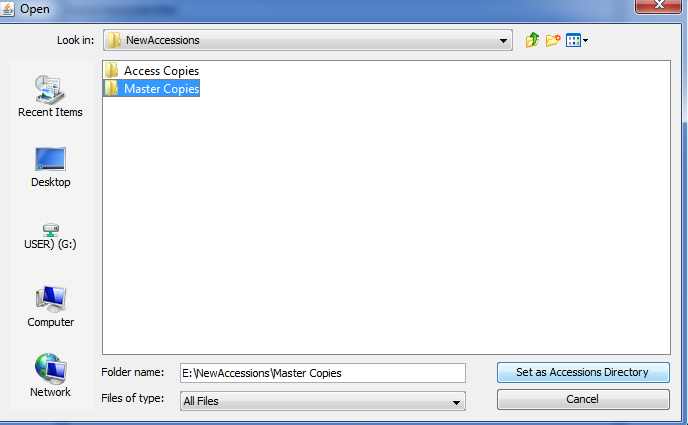 Open
Look in: NewAccessions
Access Copies
Master Copies
Recent Items
Desktop
USER) (G:)
Computer
Network
Folder name: E:\NewAccessions\Master Copies
Set as Accessions Directory
Files of type: All Files
Cancel